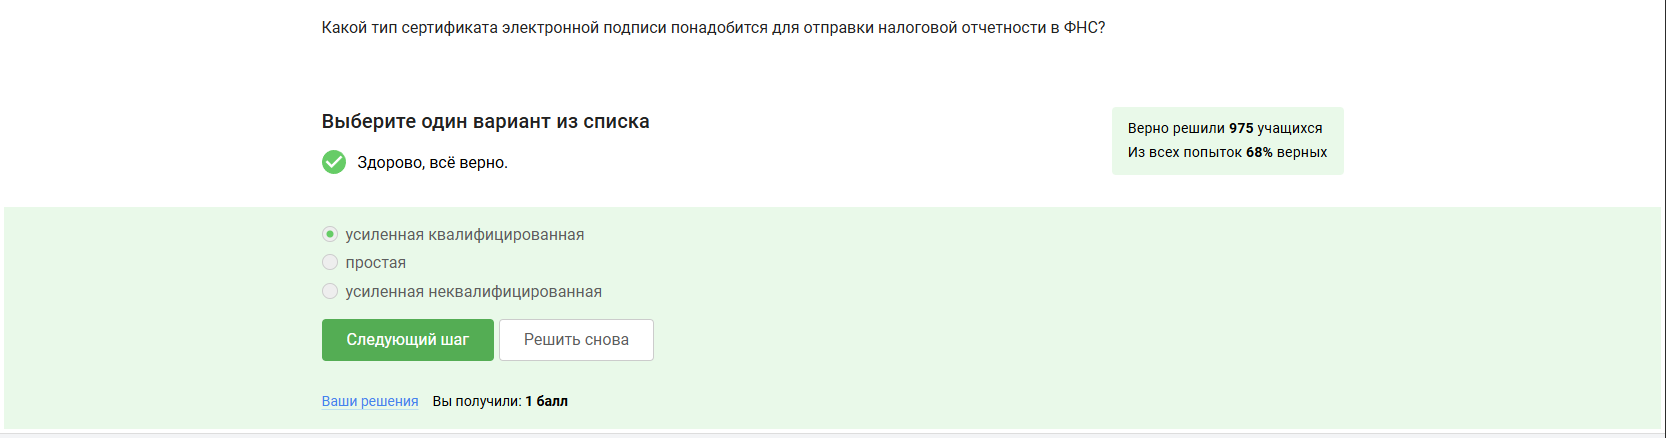 Какой тип сертификата электронной подписи понадобится для отправки налоговой отчетности в ФНС?
Выберите один вариант из списка
Здорово, всё верно.
Верно решили 975 учащихся
Из всех попыток 68% верных
усиленная квалифицированная
простая
усиленная неквалифицированная
Следующий шаг
Решить снова
Ваши решения
Вы получили: 1 балл